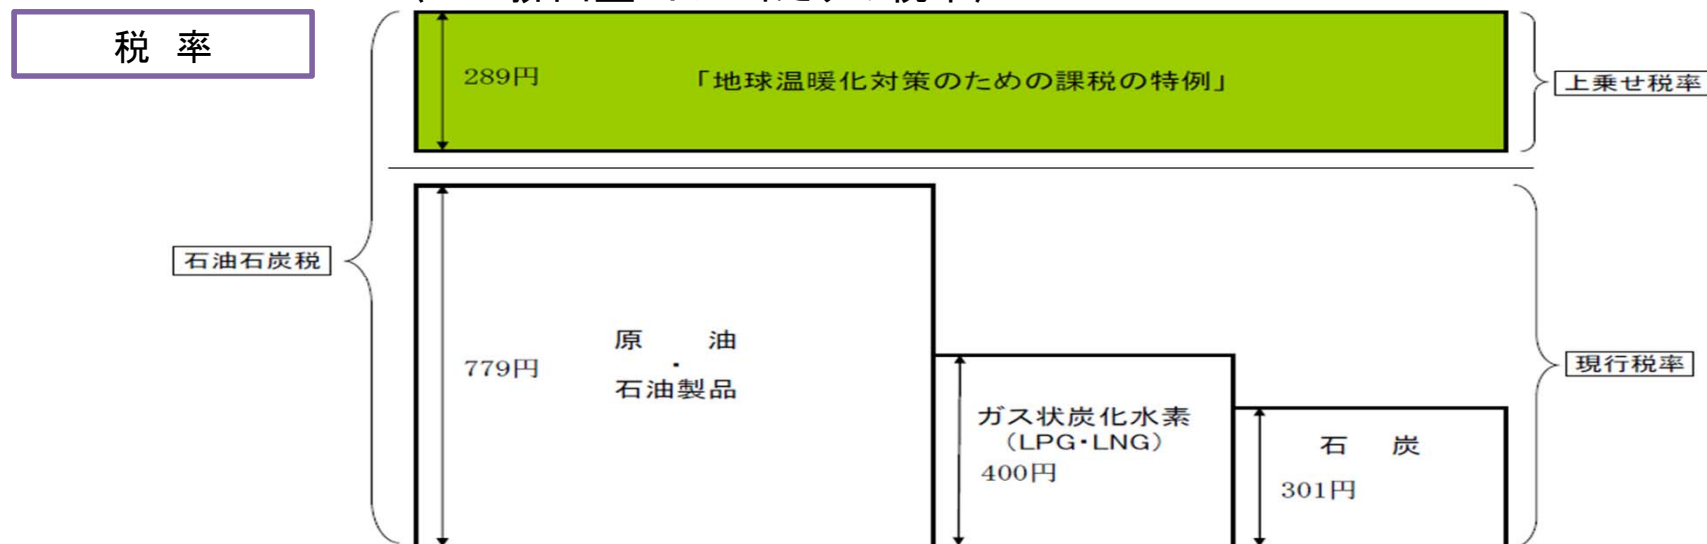 税 率
289円
「地球温暖化対策のための課税の特例」
上乗せ税率
石油石炭税
779円
原 油
・
石油製品
現行税率
ガス状炭化水素
(LPG・LNG)
400円
石 炭
301円